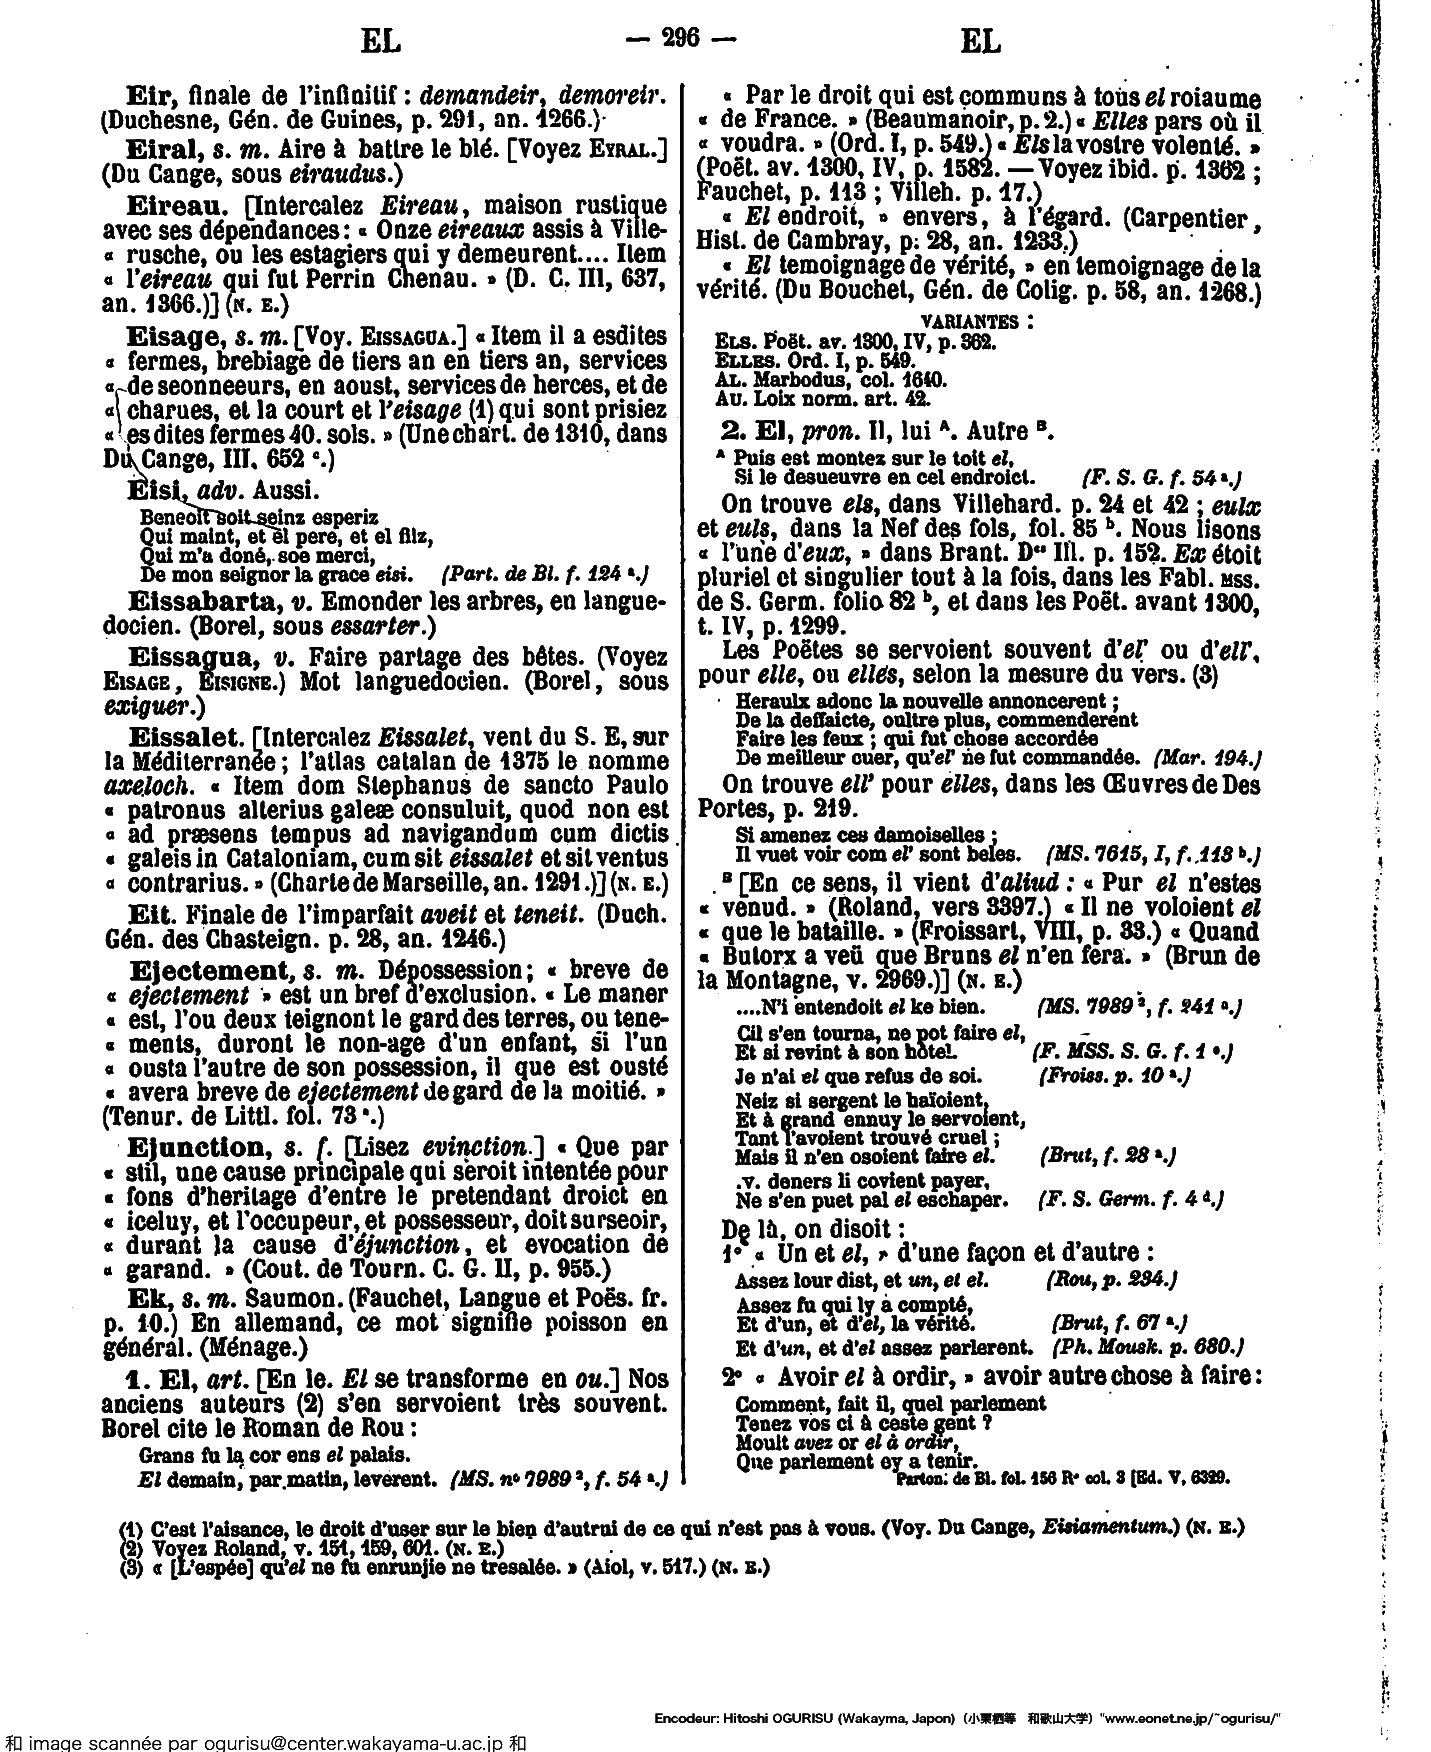 EL — 296 — EL
Eir, finale de l'infinitif : demandeir, demoreir.
(Duchesne, Gén. de Guines, p. 291, an. 1266.)
Eiral, s. m. Aire à battre le blé. [Voyez EYRAL.]
(Du Cange, sous eiraudus.)
Eireau. [Intercalez Eireau, maison rustique
avec ses dépendances : « Onze eireaux assis à Ville-
« rusche, ou les estagiers qui y demeurent.... Item
« l'eireau qui fut Perrin Chenau. » (D. C. III, 637,
an. 1366.)] (N. E.)
Eisage, s. m. [Voy. EISSAGUA.] « Item il a esdites
« fermes, brebiage de tiers an en tiers an, services
« de seonneeurs, en aoust, services de herces, et de
« charues, et la court et l'eisage (1) qui sont prisiez
« es dites fermes 40. sols. » (Une chart. de 1310, dans
Du Cange, III, 652 c.)
Eisi, adv. Aussi.
Beneoit soit seinz esperiz
Qui maint, et el pere, et el filz,
Qui m'a doné, soe merci,
De mon seignor la grace eisi. (Part. de Bl. f. 124 a.)
Eissabarta, v. Emonder les arbres, en langue-
docien. (Borel, sous essarter.)
Eissagua, v. Faire partage des bêtes. (Voyez
EISAGE, EISIGNE.) Mot languedocien. (Borel, sous
exiguer.)
Eissalet. [Intercalez Eissalet, vent du S. E, sur
la Méditerranée ; l'atlas catalan de 1375 le nomme
axeloch. « Item dom Stephanus de sancto Paulo
« patronus alterius galeæ consuluit, quod non est
« ad præsens tempus ad navigandum cum dictis
« galeis in Cataloniam, cum sit eissalet et sit ventus
« contrarius. » (Charte de Marseille, an. 1291.)] (N. E.)
Eit. Finale de l'imparfait aveit et teneit. (Duch.
Gén. des Chasteign. p. 28, an. 1246.)
Ejectement, s. m. Dépossession ; « breve de
« ejectement » est un bref d'exclusion. « Le maner
« est, l'ou deux teignont le gard des terres, ou tene-
« ments, duront le non-age d'un enfant, si l'un
« ousta l'autre de son possession, il que est ousté
« avera breve de ejectement de gard de la moitié. »
(Tenur. de Littl. fol. 73 a.)
Ejunction, s. f. [Lisez evinction.] « Que par
« stil, une cause principale qui seroit intentée pour
« fons d'heritage d'entre le pretendant droict en
« iceluy, et l'occupeur, et possesseur, doit surseoir,
« durant la cause d'éjunction, et evocation de
« garand. » (Cout. de Tourn. C. G. II, p. 955.)
Ek, s. m. Saumon. (Fauchet, Langue et Poës. fr.
p. 10.) En allemand, ce mot signifie poisson en
général. (Ménage.)
1. El, art. [En le. El se transforme en ou.] Nos
anciens auteurs (2) s'en servoient très souvent.
Borel cite le Roman de Rou :
Grans fu la cor ens el palais.
El demain, par matin, leverent. (MS. no 7989 2, f. 54 a.)
« Par le droit qui est communs à tous el roiaume
« de France. » (Beaumanoir, p. 2.) « Elles pars où il
« voudra. » (Ord. I, p. 549.) « Els la vostre volenté. »
(Poët. av. 1300, IV, p. 1582. — Voyez ibid. p. 1362 ;
Fauchet, p. 113 ; Villeh. p. 17.)
« El endroit, » envers, à l'égard. (Carpentier,
Hist. de Cambray, p. 28, an. 1233.)
« El temoignage de vérité, » en temoignage de la
vérité. (Du Bouchet, Gén. de Colig. p. 58, an. 1268.)
VARIANTES :
ELS. Poët. av. 1300, IV, p. 362.
ELLES. Ord. I, p. 549.
AL. Marbodus, col. 1640.
AU. Loix norm. art. 42.
2. El, pron. Il, lui A. Autre B.
A Puis est montez sur le toit el,
Si le desueuvre en cel endroict. (F. S. G. f. 54 a.)
On trouve els, dans Villehard. p. 24 et 42 ; eulx
et euls, dans la Nef des fols, fol. 85 b. Nous lisons
« l'une d'eux, » dans Brant. Des III. p. 152. Ex étoit
pluriel et singulier tout à la fois, dans les Fabl. MSS.
de S. Germ. folio 82 b, et dans les Poët. avant 1300,
t. IV, p. 1299.
Les Poëtes se servoient souvent d'el' ou d'ell',
pour elle, ou elles, selon la mesure du vers. (3)
Heraulx adonc la nouvelle annoncerent ;
De la deffaicte, oultre plus, commenderent
Faire les feux ; qui fut chose accordée
De meilleur cuer, qu'el' ne fut commandée. (Mar. 194.)
On trouve ell' pour elles, dans les Œuvres de Des
Portes, p. 219.
Si amenez ces damoiselles ;
Il vuet voir com el' sont beles. (MS. 7615, I, f. 113 b.)
B [En ce sens, il vient d'aliud : « Pur el n'estes
« venud. » (Roland, vers 3397.) « Il ne voloient el
« que le bataille. » (Froissart, VIII, p. 33.) « Quand
« Butorx a veü que Bruns el n'en fera. » (Brun de
la Montagne, v. 2969.)] (N. E.)
....N'i entendoit el ke bien. (MS. 7989 2, f. 241 a.)
Cil s'en tourna, ne pot faire el,
Et si revint à son hôtel. (F. MSS. S. G. f. 1 a.)
Je n'ai el que refus de soi. (Froiss. p. 10 a.)
Neiz si sergent le haïoient,
Et à grand ennuy le servoient,
Tant l'avoient trouvé cruel ;
Mais il n'en osoient faire el. (Brut, f. 28 a.)
.v. deners li covient payer,
Ne s'en puet pal el eschaper. (F. S. Germ. f. 4 d.)
De là, on disoit :
1° « Un et el, » d'une façon et d'autre :
Assez lour dist, et un, et el. (Rou, p. 234.)
Assez fu qui ly a compté,
Et d'un, et d'el, la vérité. (Brut, f. 67 a.)
Et d'un, et d'el assez parlerent. (Ph. Mousk. p. 680.)
2° « Avoir el à ordir, » avoir autre chose à faire :
Comment, fait il, quel parlement
Tenez vos ci à ceste gent ?
Moult avez or el à ordir,
Que parlement ey a tenir.
Parton. de Bl. fol. 156 Ro col. 3 [Ed. V, 6329.
(1) C'est l'aisance, le droit d'user sur le bien d'autrui de ce qui n'est pas à vous. (Voy. Du Cange, Eisiamentum.) (N. E.)
(2) Voyez Roland, v. 151, 159, 601. (N. E.)
(3) « [L'espée] qu'el ne fu enrunjie ne tresalée. » (Aiol, v. 517.) (N. E.)
Encodeur: Hitoshi OGURISU (Wakayma, Japon) (小栗栖等 和歌山大学) "www.eonet.ne.jp/~ogurisu/"
和 image scannée par ogurisu@center.wakayama-u.ac.jp 和